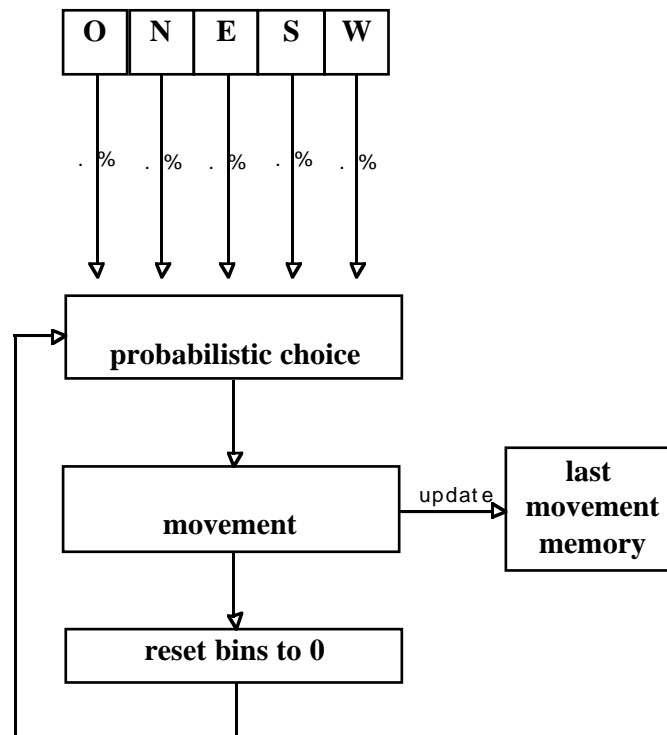 O N E S W
. % . % . % . % . %
probabilistic choice
movement
update
last
movement
memory
reset bins to 0